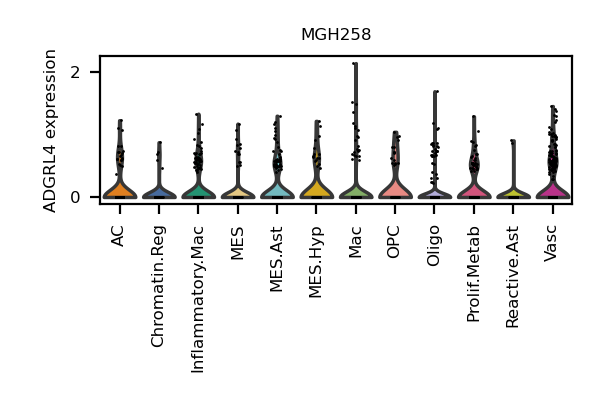 MGH258
ADGRL4 expression
2
0
AC
Chromatin.Reg
Inflammatory.Mac
MES
MES.Ast
MES.Hyp
Mac
OPC
Oligo
Prolif.Metab
Reactive.Ast
Vasc